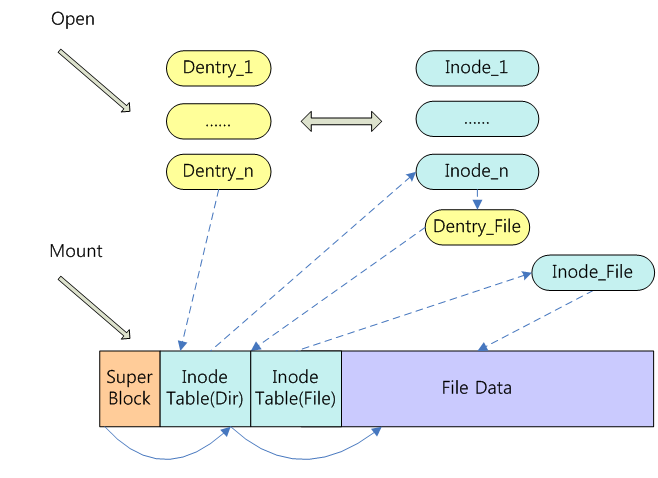 Open
Dentry_1
Inode_1
......
......
Dentry_n
Inode_n
Dentry_File
Mount
Inode_File
Super
Block
Inode
Table(Dir)
Inode
Table(File)
File Data